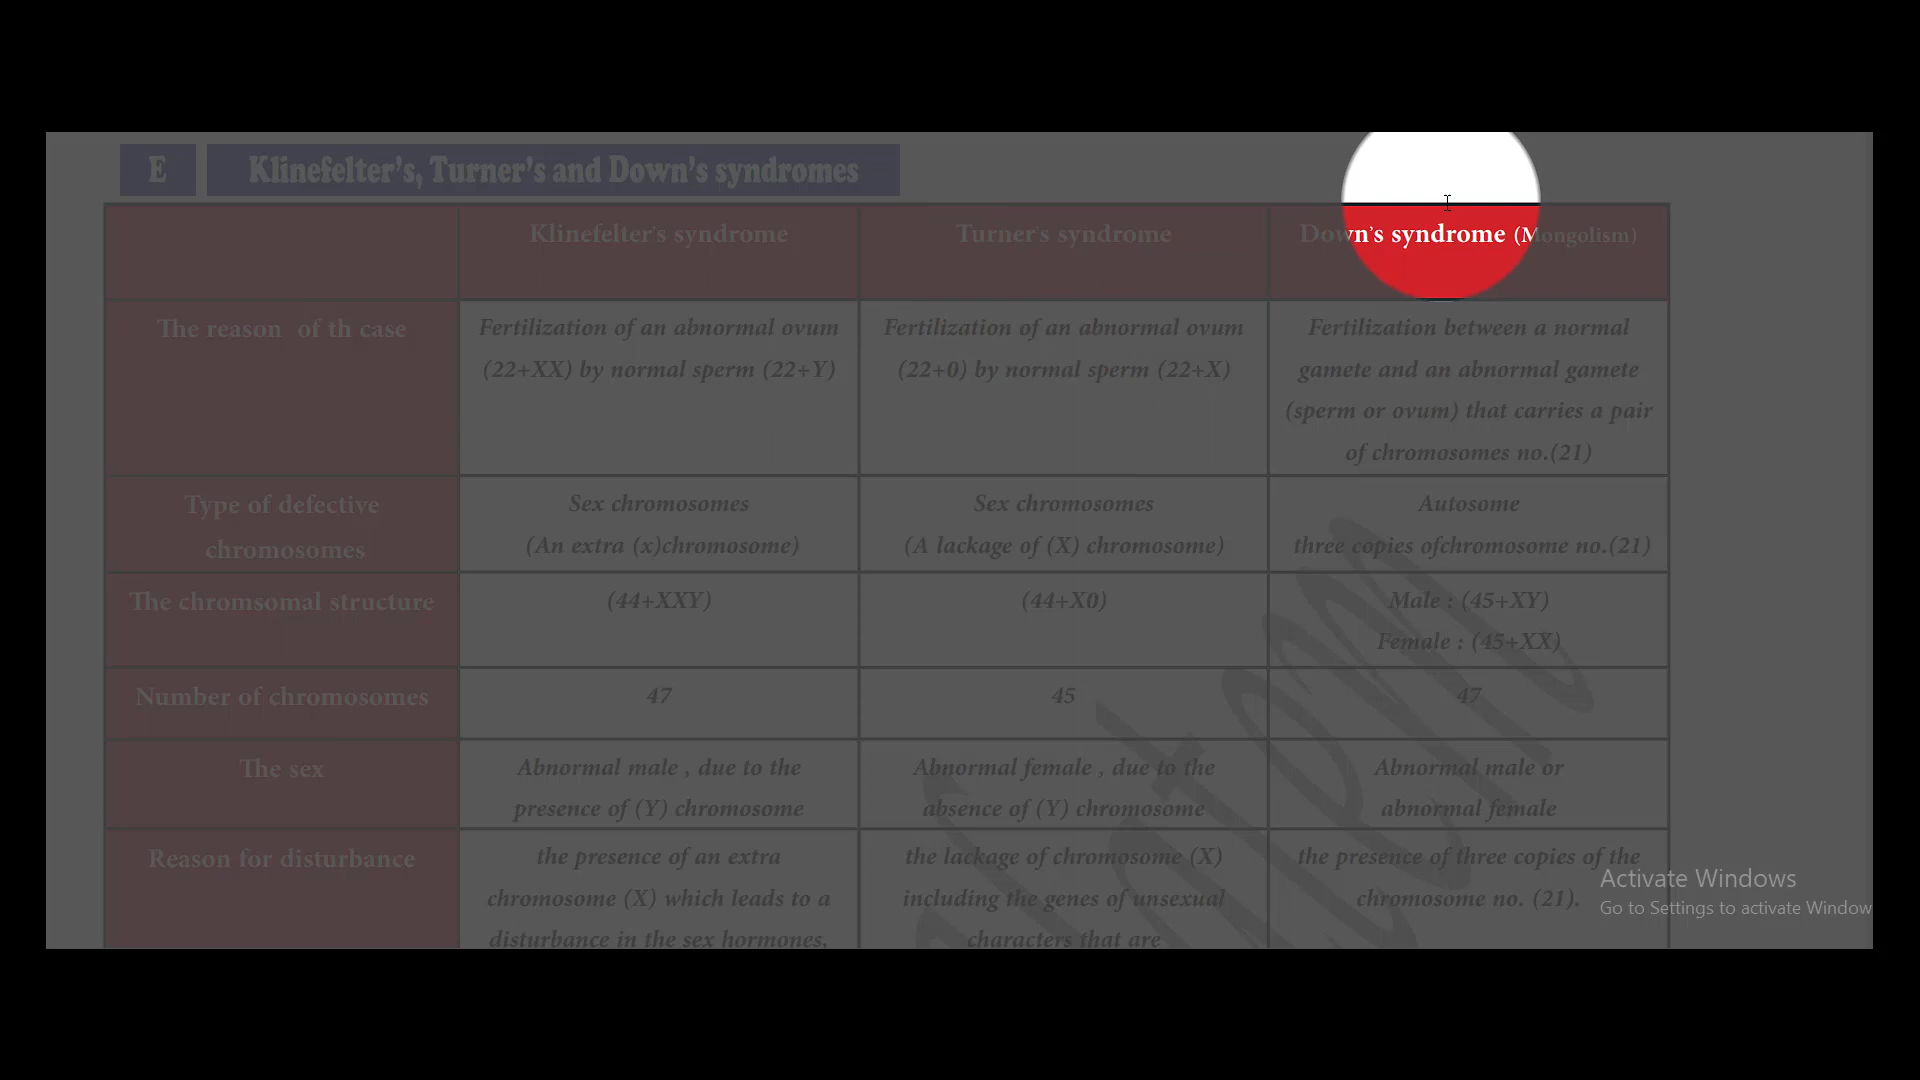 E Klinefelter's, Turner's and Down's syndromes
Klinefelter's syndrome Turner's syndrome Down's syndrome (Mongolism)
The reason of th case
Fertilization of an abnormal ovum
(22+XX) by normal sperm (22+Y)
Fertilization of an abnormal ovum
(22+0) by normal sperm (22+X)
Fertilization between a normal
gamete and an abnormal gamete
(sperm or ovum) that carries a pair
of chromosomes no.(21)
Type of defective
chromosomes
Sex chromosomes
(An extra (x)chromosome)
Sex chromosomes
(A lackage of (X) chromosome)
Autosome
three copies ofchromosome no.(21)
The chromsomal structure
(44+XXY)
(44+X0)
Male : (45+XY)
Female : (45+XX)
Number of chromosomes
47
45
47
The sex
Abnormal male , due to the
presence of (Y) chromosome
Abnormal female , due to the
absence of (Y) chromosome
Abnormal male or
abnormal female
Reason for disturbance
the presence of an extra
chromosome (X) which leads to a
disturbance in the sex hormones,
the lackage of chromosome (X)
including the genes of unsexual
characters that are
the presence of three copies of the
chromosome no. (21).
Activate Windows
Go to Settings to activate Window